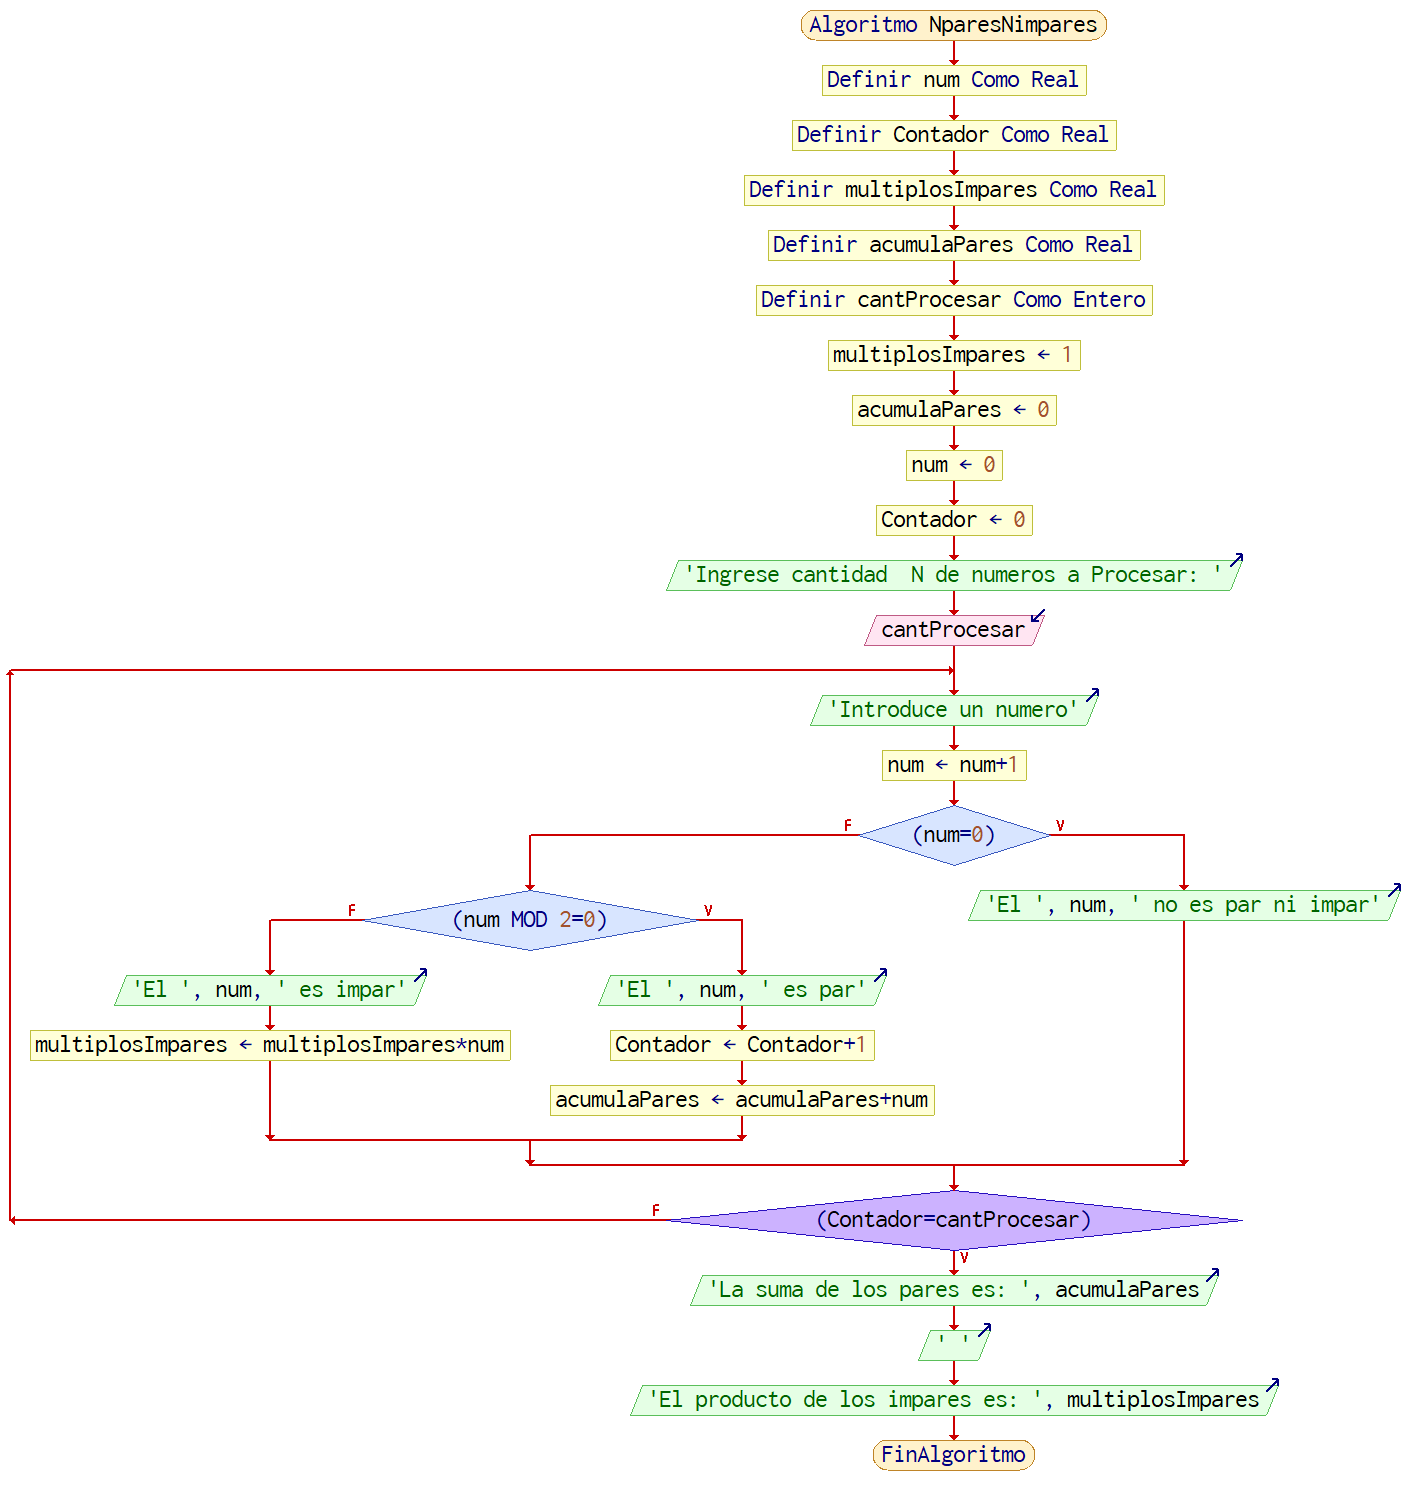 Algoritmo NparesNimpares
Definir num Como Real
Definir Contador Como Real
Definir multiplosImpares Como Real
Definir acumulaPares Como Real
Definir cantProcesar Como Entero
multiplosImpares ← 1
acumulaPares ← 0
num ← 0
Contador ← 0
'Ingrese cantidad  N de numeros a Procesar: '
cantProcesar
'Introduce un numero'
num ← num+1
F
(num=0)
V
F
(num MOD 2=0)
V
'El ', num, ' no es par ni impar'
'El ', num, ' es impar'
'El ', num, ' es par'
multiplosImpares ← multiplosImpares*num
Contador ← Contador+1
acumulaPares ← acumulaPares+num
F
(Contador=cantProcesar)
V
'La suma de los pares es: ', acumulaPares
' '
'El producto de los impares es: ', multiplosImpares
FinAlgoritmo